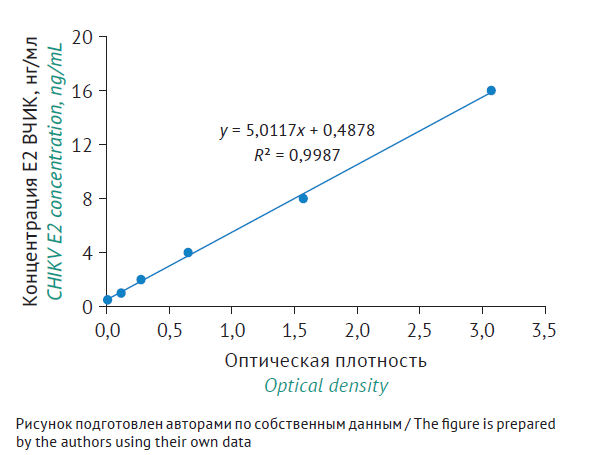 Концентрация E2 ВЧИК, нг/мл
CHIKV E2 concentration, ng/mL
20
16
12
8
4
0
y = 5,0117x + 0,4878
R² = 0,9987
0,0 0,5 1,0 1,5 2,0 2,5 3,0 3,5
Оптическая плотность
Optical density
Рисунок подготовлен авторами по собственным данным / The figure is prepared
by the authors using their own data